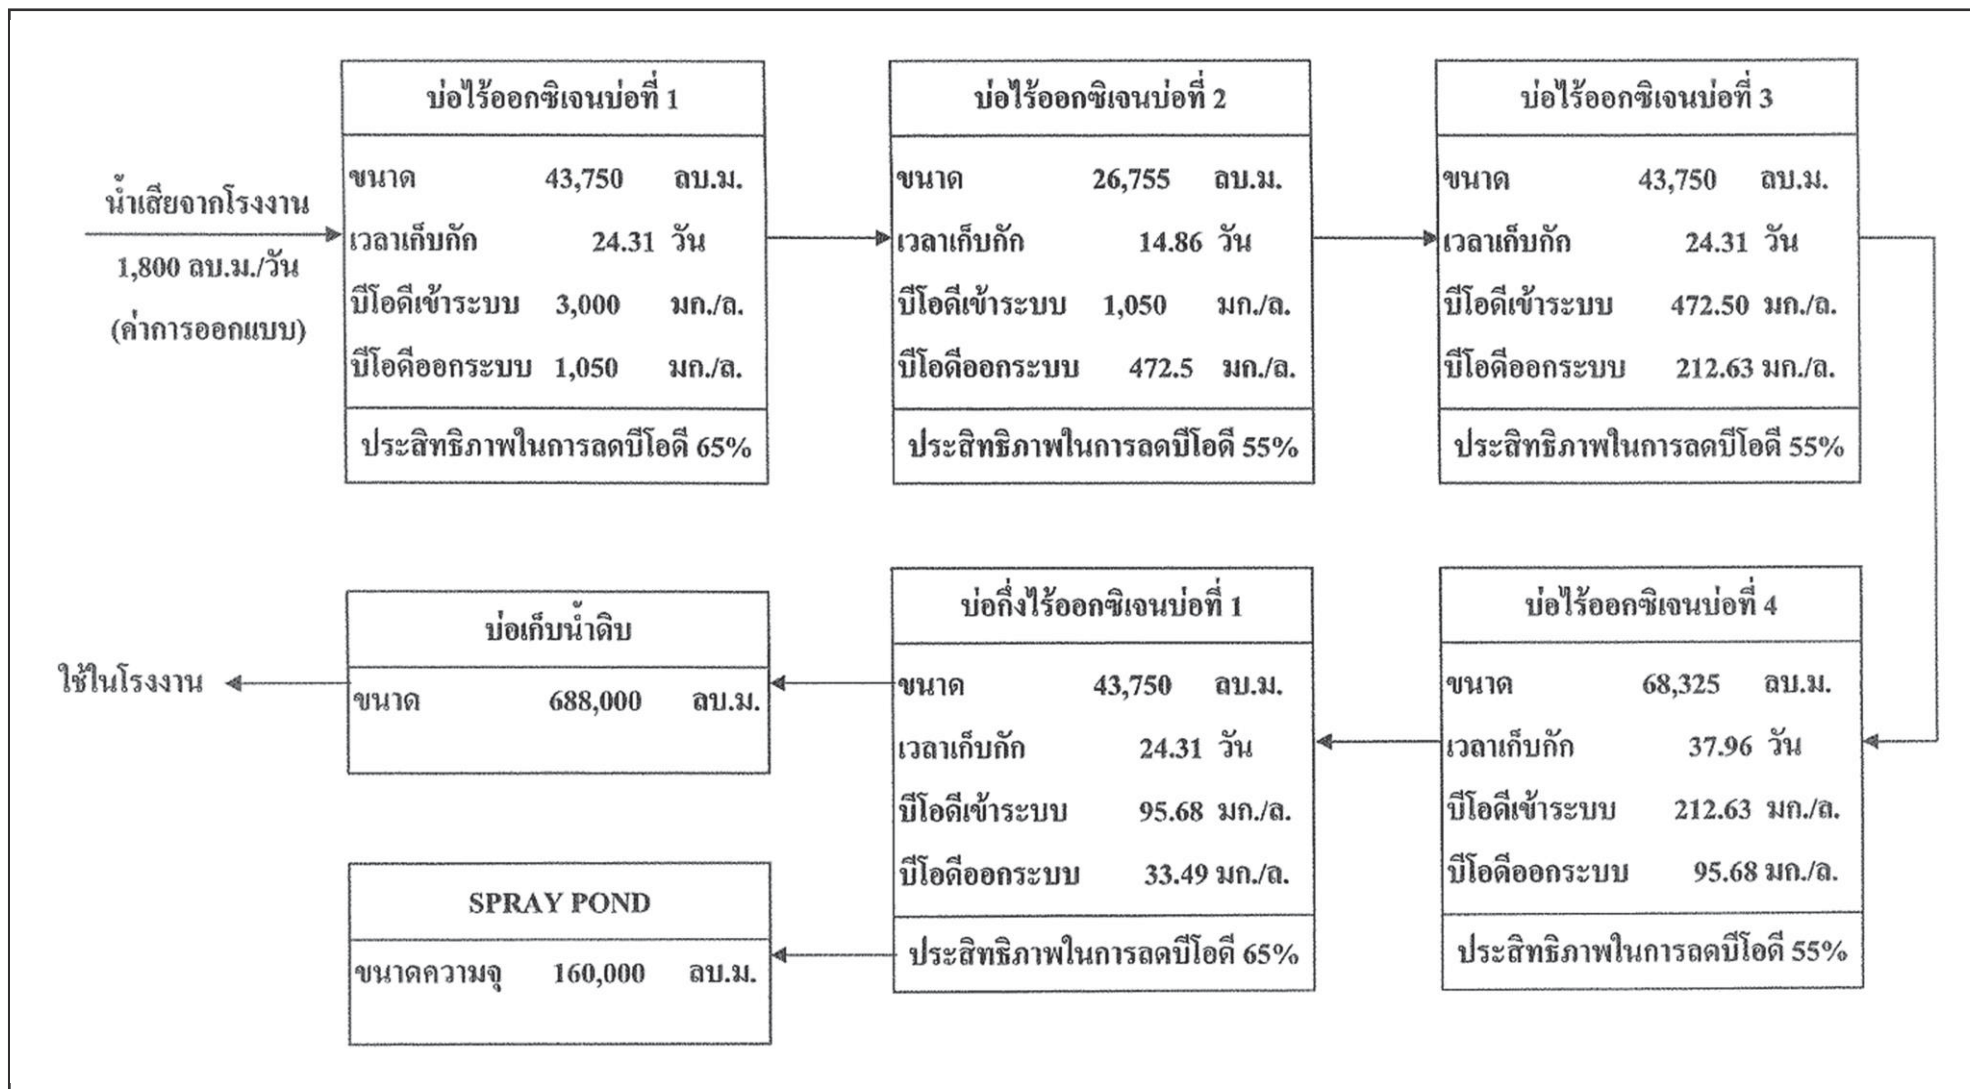 น้ำเสียจากโรงงาน
1,800 ลบ.ม./วัน
(ค่าการออกแบบ)
บ่อไร้ออกซิเจนบ่อที่ 1
ขนาด 43,750 ลบ.ม.
เวลาเก็บกัก 24.31 วัน
บีโอดีเข้าระบบ 3,000 มก./ล.
บีโอดีออกระบบ 1,050 มก./ล.
ประสิทธิภาพในการลดบีโอดี 65%
บ่อไร้ออกซิเจนบ่อที่ 2
ขนาด 26,755 ลบ.ม.
เวลาเก็บกัก 14.86 วัน
บีโอดีเข้าระบบ 1,050 มก./ล.
บีโอดีออกระบบ 472.5 มก./ล.
ประสิทธิภาพในการลดบีโอดี 55%
บ่อไร้ออกซิเจนบ่อที่ 3
ขนาด 43,750 ลบ.ม.
เวลาเก็บกัก 24.31 วัน
บีโอดีเข้าระบบ 472.50 มก./ล.
บีโอดีออกระบบ 212.63 มก./ล.
ประสิทธิภาพในการลดบีโอดี 55%
บ่อไร้ออกซิเจนบ่อที่ 4
ขนาด 68,325 ลบ.ม.
เวลาเก็บกัก 37.96 วัน
บีโอดีเข้าระบบ 212.63 มก./ล.
บีโอดีออกระบบ 95.68 มก./ล.
ประสิทธิภาพในการลดบีโอดี 55%
บ่อกึ่งไร้ออกซิเจนบ่อที่ 1
ขนาด 43,750 ลบ.ม.
เวลาเก็บกัก 24.31 วัน
บีโอดีเข้าระบบ 95.68 มก./ล.
บีโอดีออกระบบ 33.49 มก./ล.
ประสิทธิภาพในการลดบีโอดี 65%
บ่อเก็บน้ำดิบ
ขนาด 688,000 ลบ.ม.
ใช้ในโรงงาน
SPRAY POND
ขนาดความจุ 160,000 ลบ.ม.